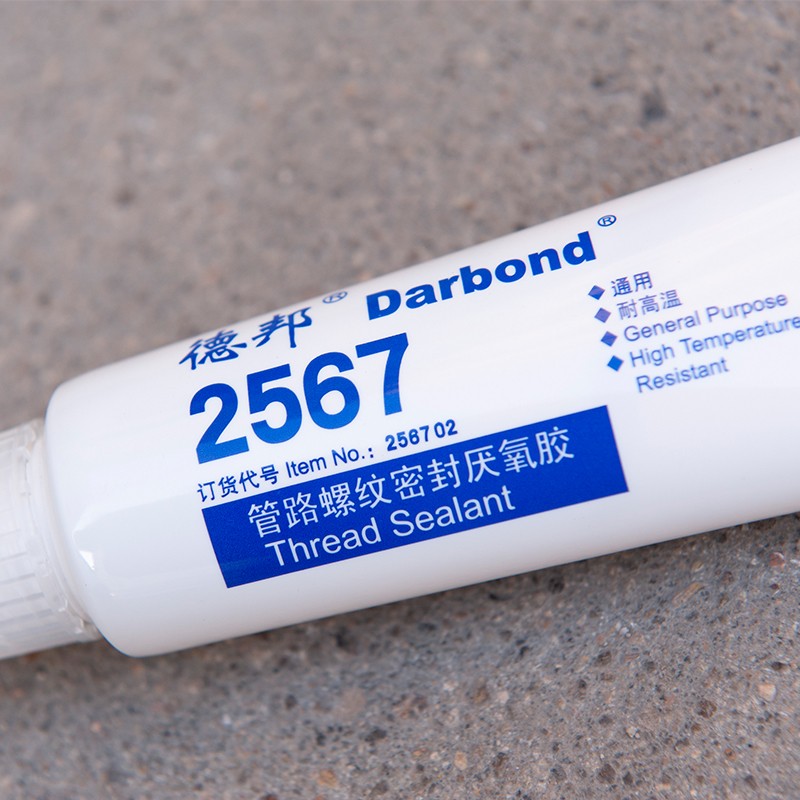 德邦® Darbond®
2567
订货代号 Item No.: 256702
管路螺纹密封厌氧胶
Thread Sealant
◆ 通用
◆ 耐高温
◆ General Purpose
◆ High Temperature
Resistant